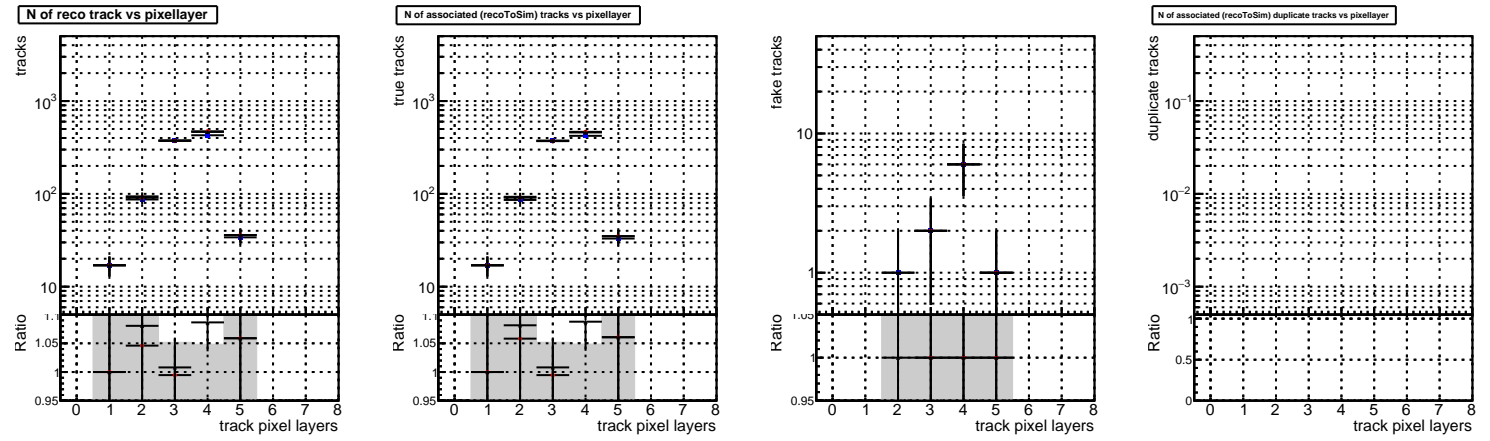 N of reco track vs pixellayer
tracks
10³
10²
10
Ratio
1.1
1.05
1
0.95
0 1 2 3 4 5 6 7 8
track pixel layers
N of associated (recoToSim) tracks vs pixellayer
true tracks
10³
10²
10
Ratio
1.1
1.05
1
0.95
0 1 2 3 4 5 6 7 8
track pixel layers
fake tracks
10
1
Ratio
1.05
1
0.95
0 1 2 3 4 5 6 7 8
track pixel layers
N of associated (recoToSim) duplicate tracks vs pixellayer
duplicate tracks
10⁻¹
10⁻²
10⁻³
Ratio
1
0.5
0
0 1 2 3 4 5 6 7 8
track pixel layers